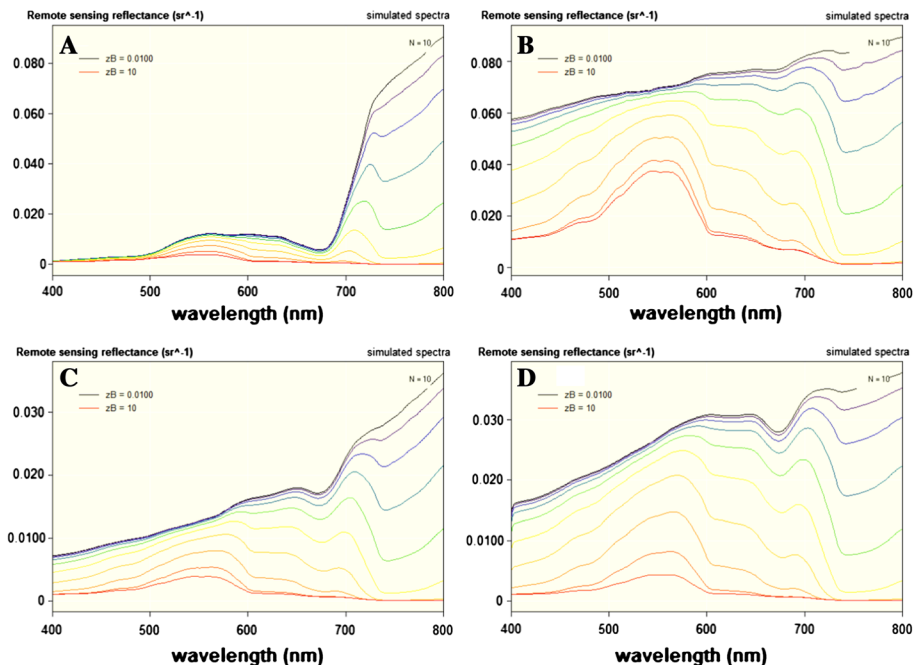 Remote sensing reflectance (sr^-1) simulated spectra
A
N = 10
zB = 0.0100
zB = 10
0.080
0.060
0.040
0.020
0
400 500 600 700 800
wavelength (nm)
Remote sensing reflectance (sr^-1) simulated spectra
B
N = 10
zB = 0.0100
zB = 10
0.080
0.060
0.040
0.020
0
400 500 600 700 800
wavelength (nm)
Remote sensing reflectance (sr^-1) simulated spectra
C
N = 10
zB = 0.0100
zB = 10
0.030
0.020
0.0100
0
400 500 600 700 800
wavelength (nm)
Remote sensing reflectance (sr^-1) simulated spectra
D
N = 10
zB = 0.0100
zB = 10
0.030
0.020
0.0100
0
400 500 600 700 800
wavelength (nm)